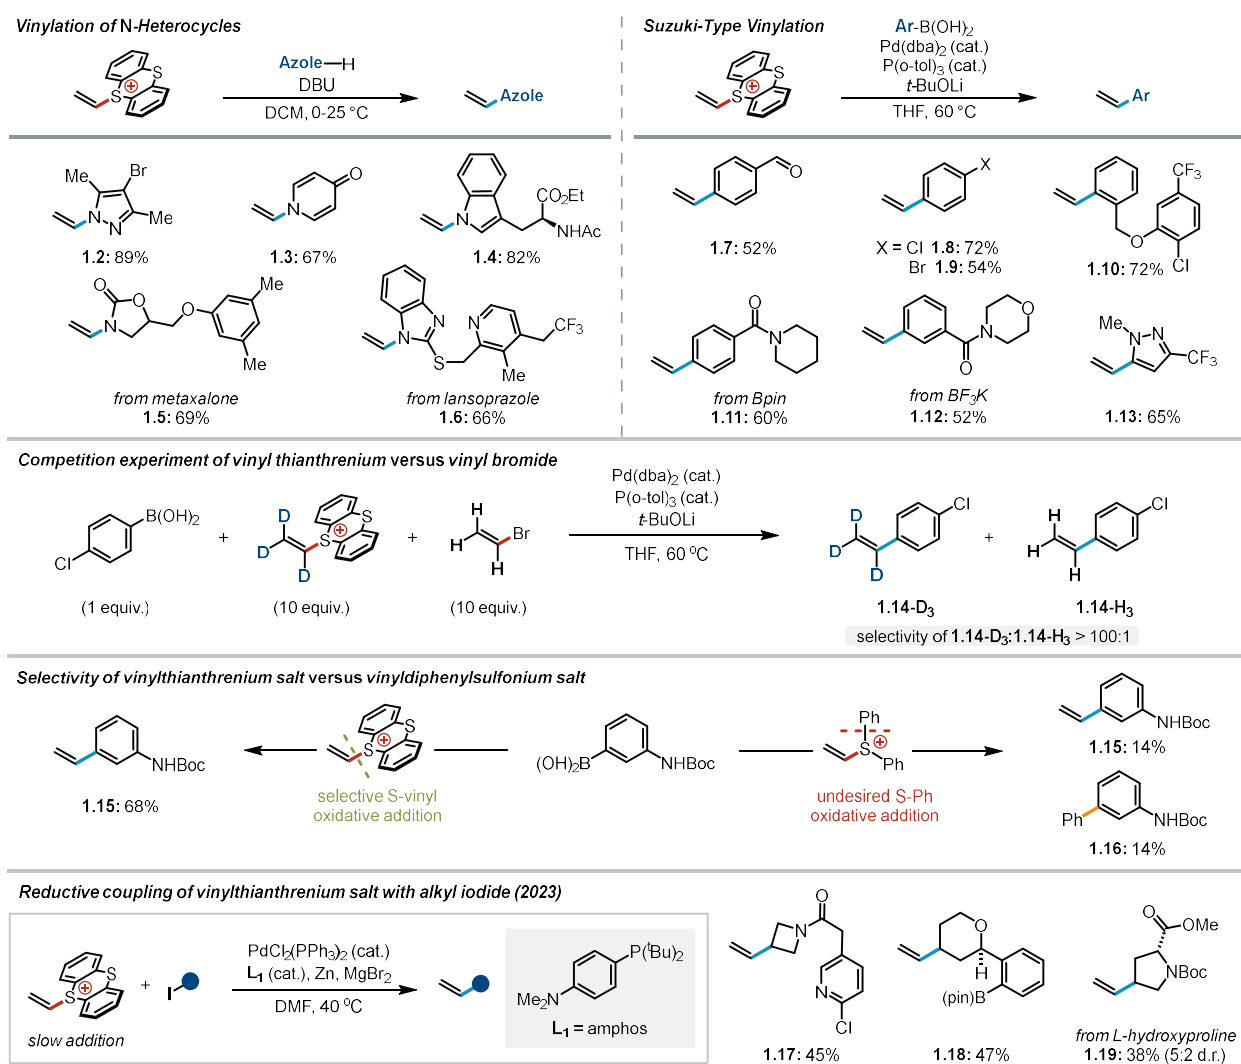 Vinylation of N-Heterocycles
Azole—H
DBU
DCM, 0-25 °C
S
S
Azole
Suzuki-Type Vinylation
Ar-B(OH)2
Pd(dba)2 (cat.)
P(o-tol)3 (cat.)
t-BuOLi
THF, 60 °C
S
S
Ar
Me
Br
N
N
Me
1.2: 89%
O
N
1.3: 67%
N
CO2Et
NHAc
1.4: 82%
O
O
N
O
Me
Me
from metaxalone
1.5: 69%
N
N
S
N
Me
CF3
from lansoprazole
1.6: 66%
O
1.7: 52%
X
X = Cl 1.8: 72%
Br 1.9: 54%
CF3
O
Cl
1.10: 72%
O
N
from Bpin
1.11: 60%
O
N
O
from BF3K
1.12: 52%
Me
N
N
CF3
1.13: 65%
Competition experiment of vinyl thianthrenium versus vinyl bromide
B(OH)2
Cl
(1 equiv.)
+
D
D
D
S
S
(10 equiv.)
+
H
H
Br
H
(10 equiv.)
Pd(dba)2 (cat.)
P(o-tol)3 (cat.)
t-BuOLi
THF, 60 oC
D
D
D
Cl
1.14-D3
+
H
H
H
Cl
1.14-H3
selectivity of 1.14-D3:1.14-H3 > 100:1
Selectivity of vinylthianthrenium salt versus vinyldiphenylsulfonium salt
NHBoc
1.15: 68%
S
S
selective S-vinyl
oxidative addition
(OH)2B
NHBoc
Ph
S
Ph
undesired S-Ph
oxidative addition
NHBoc
1.15: 14%
Ph
NHBoc
1.16: 14%
Reductive coupling of vinylthianthrenium salt with alkyl iodide (2023)
S
S
slow addition
+
I
PdCl2(PPh3)2 (cat.)
L1 (cat.), Zn, MgBr2
DMF, 40 oC
P(tBu)2
NMe2
L1 = amphos
O
N
N
Cl
1.17: 45%
O
H
(pin)B
1.18: 47%
O
OMe
NBoc
from L-hydroxyproline
1.19: 38% (5:2 d.r.)